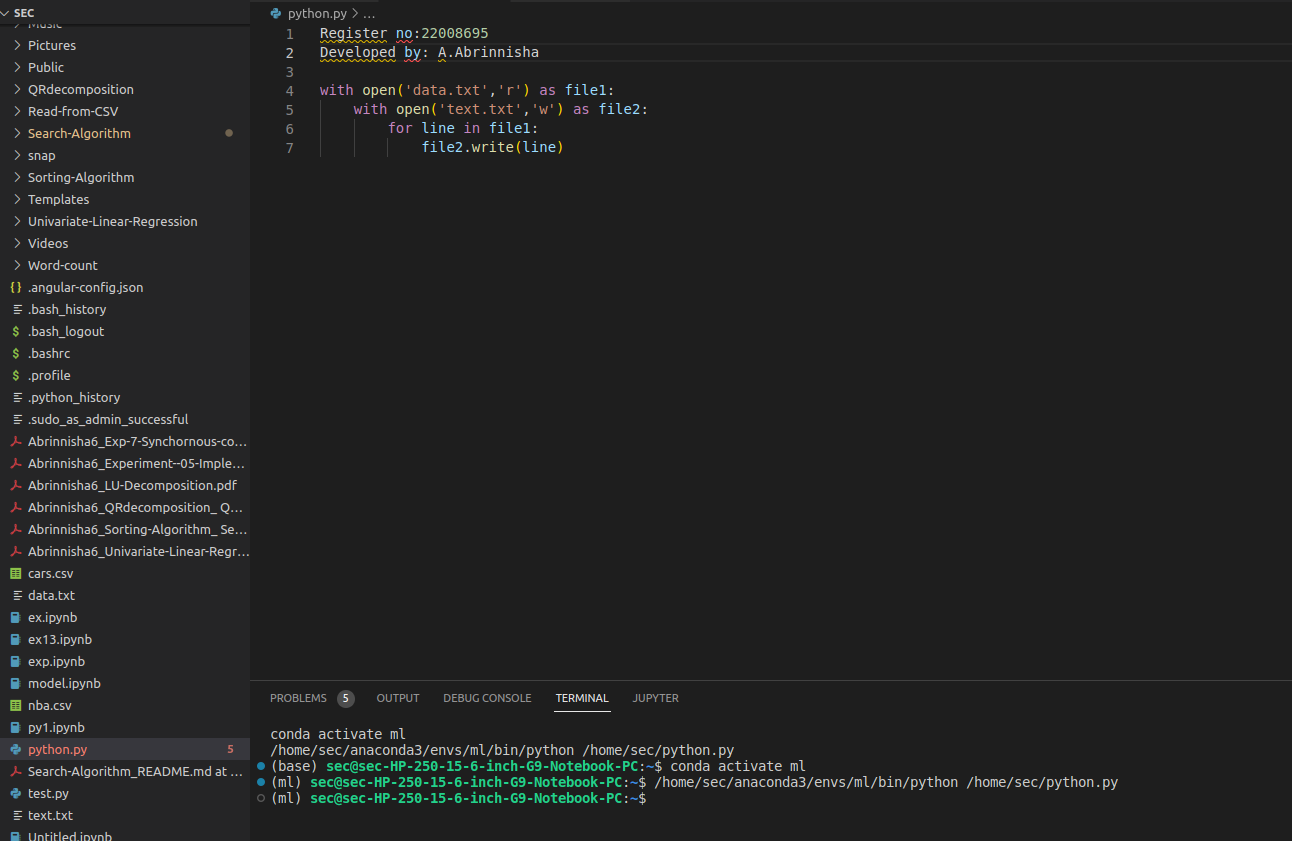 SEC
Music
Pictures
Public
QRdecomposition
Read-from-CSV
Search-Algorithm
snap
Sorting-Algorithm
Templates
Univariate-Linear-Regression
Videos
Word-count
{} .angular-config.json
.bash_history
$ .bash_logout
$ .bashrc
$ .profile
.python_history
.sudo_as_admin_successful
Abrinnisha6_Exp-7-Synchornous-co...
Abrinnisha6_Experiment--05-Imple...
Abrinnisha6_LU-Decomposition.pdf
Abrinnisha6_QRdecomposition_ Q...
Abrinnisha6_Sorting-Algorithm_ Se...
Abrinnisha6_Univariate-Linear-Regr...
cars.csv
data.txt
ex.ipynb
ex13.ipynb
exp.ipynb
model.ipynb
nba.csv
py1.ipynb
python.py 5
Search-Algorithm_README.md at ...
test.py
text.txt
Untitled.ipynb
python.py > ...
1 Register no:22008695
2 Developed by: A.Abrinnisha
3
4 with open('data.txt','r') as file1:
5 with open('text.txt','w') as file2:
6 for line in file1:
7 file2.write(line)
PROBLEMS 5 OUTPUT DEBUG CONSOLE TERMINAL JUPYTER
conda activate ml
/home/sec/anaconda3/envs/ml/bin/python /home/sec/python.py
(base) sec@sec-HP-250-15-6-inch-G9-Notebook-PC:~$ conda activate ml
(ml) sec@sec-HP-250-15-6-inch-G9-Notebook-PC:~$ /home/sec/anaconda3/envs/ml/bin/python /home/sec/python.py
(ml) sec@sec-HP-250-15-6-inch-G9-Notebook-PC:~$